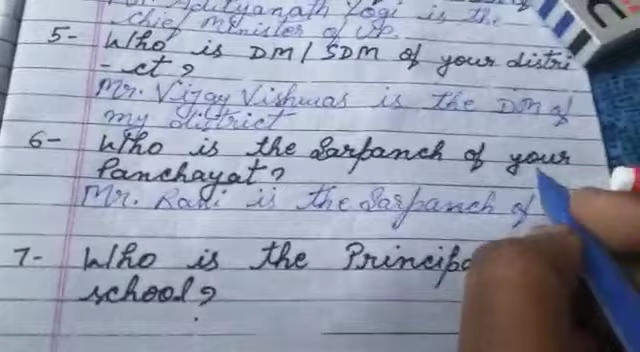 Adityanath Yogi is the
Chief Minister of U.P.
5- Who is DM/SDM of your distri
-ct?
Mr. Vijay Vishwas is the DM of
my district
6- Who is the Sarpanch of your
Panchayat?
Mr. Ravi is the Sarpanch of
7- Who is the Principa
school?